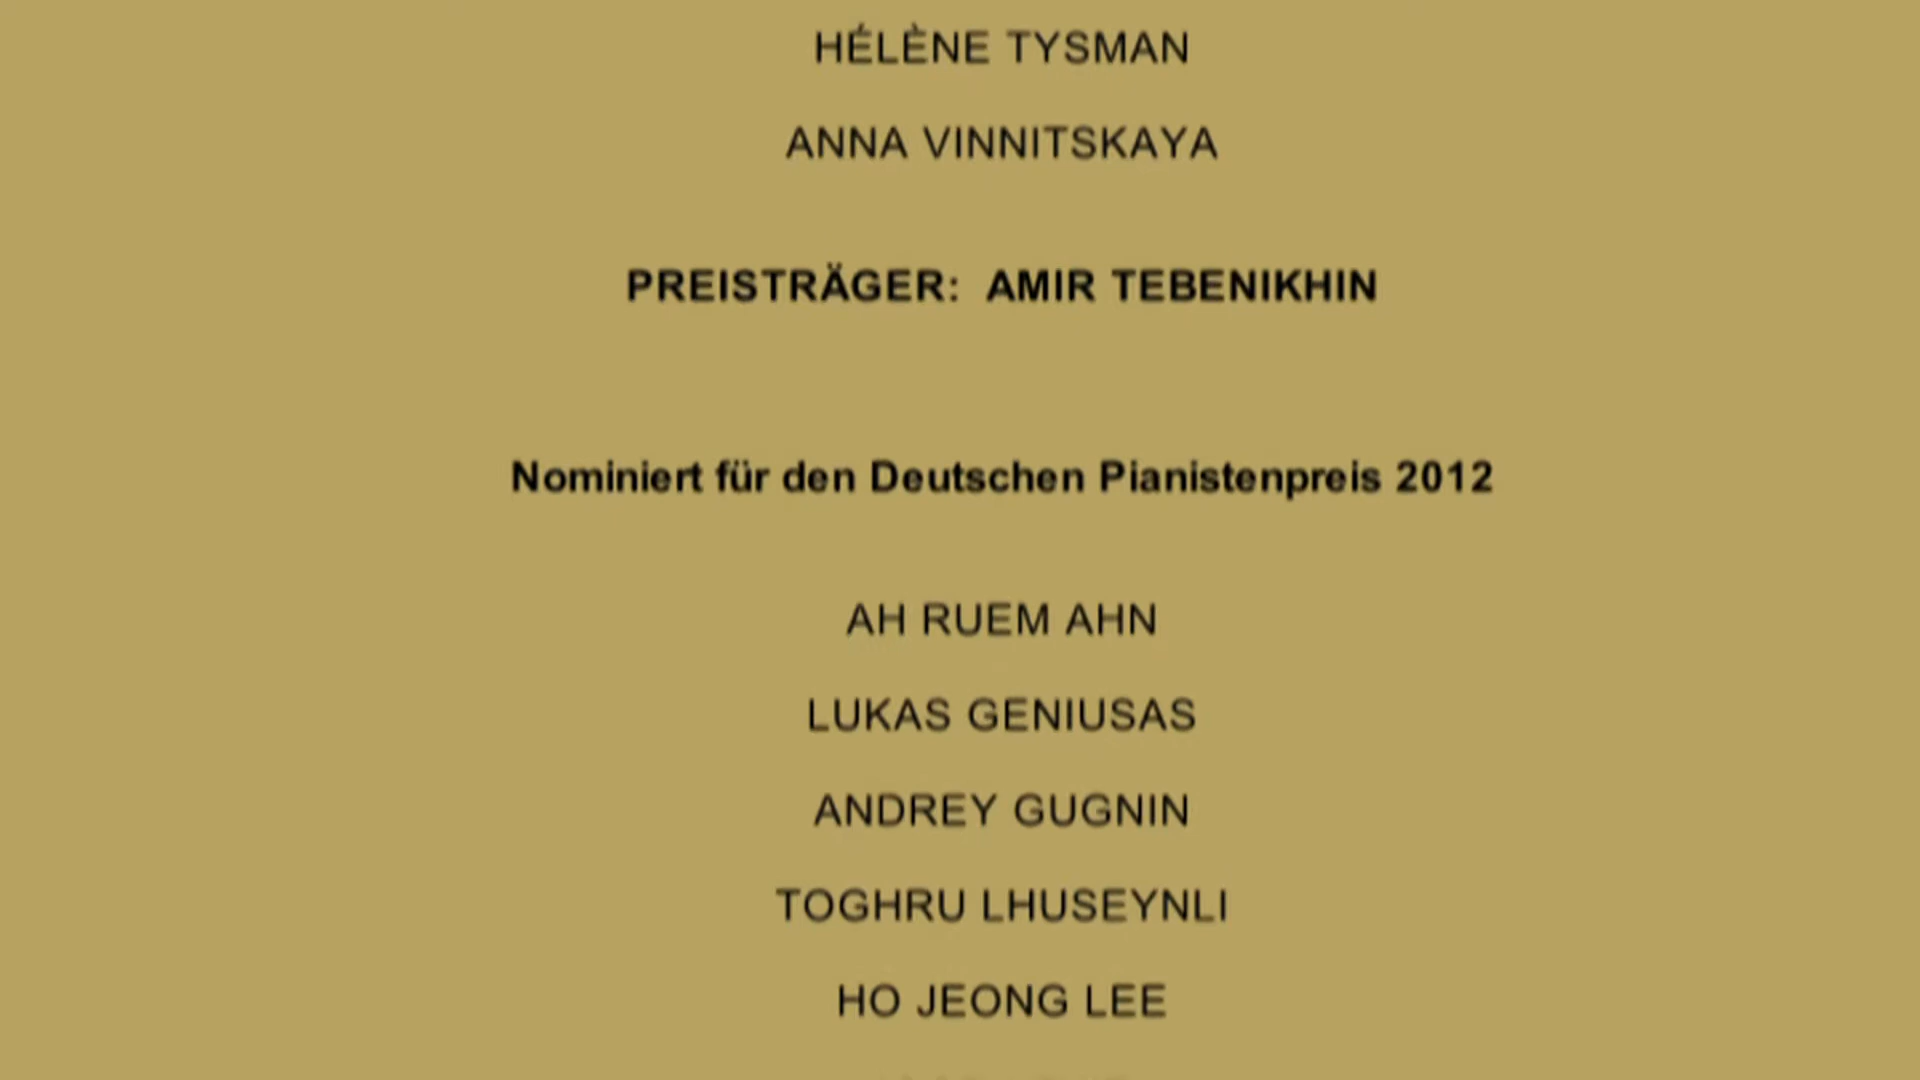 HÉLÈNE TYSMAN
ANNA VINNITSKAYA
PREISTRÄGER: AMIR TEBENIKHIN
Nominiert für den Deutschen Pianistenpreis 2012
AH RUEM AHN
LUKAS GENIUSAS
ANDREY GUGNIN
TOGHRU LHUSEYNLI
HO JEONG LEE